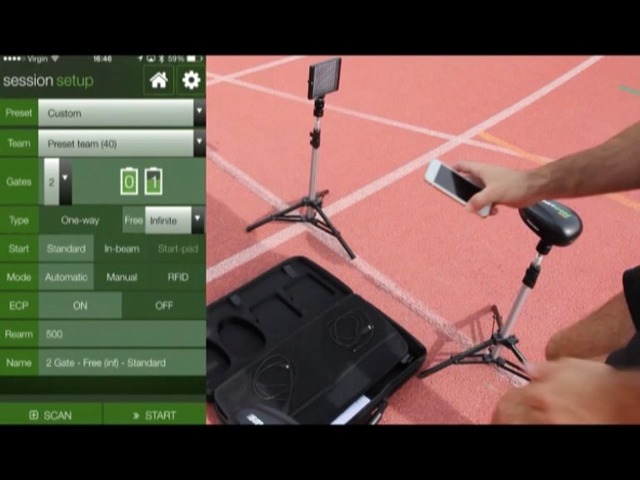 Virgin 16:46 59%
session setup
Preset Custom
Team Preset team (40)
Gates 2 0 1
Type One-way Free Infinite
Start Standard In-beam Start-pad
Mode Automatic Manual RFID
ECP ON OFF
Rearm 500
Name 2 Gate - Free (inf) - Standard
SCAN » START